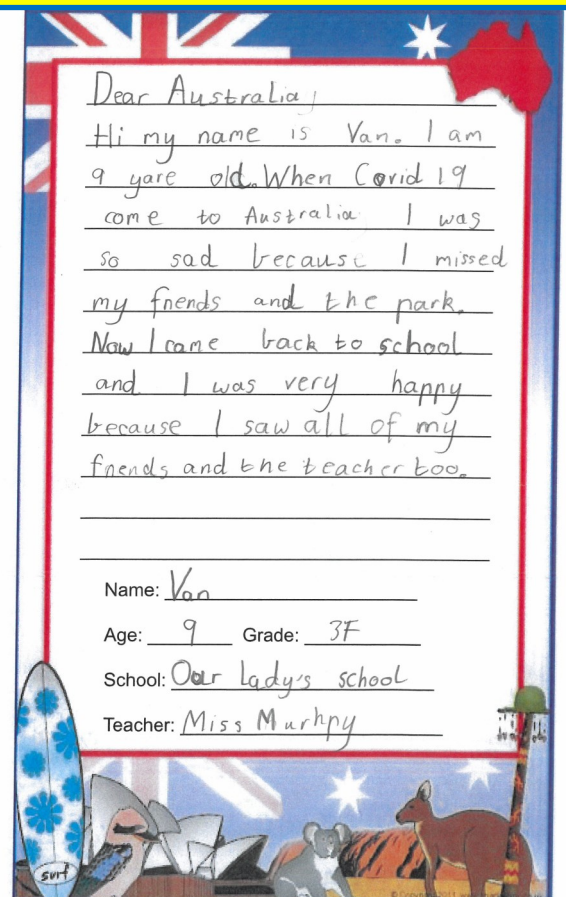 Dear Australia,
Hi my name is Van. I am
9 yare old. When Covid 19
come to Australia I was
so sad because I missed
my friends and the park.
Now I came back to school
and I was very happy
because I saw all of my
friends and the teacher too.
Name: Van
Age: 9 Grade: 3F
School: Our Lady's school
Teacher: Miss Murhpy
surf